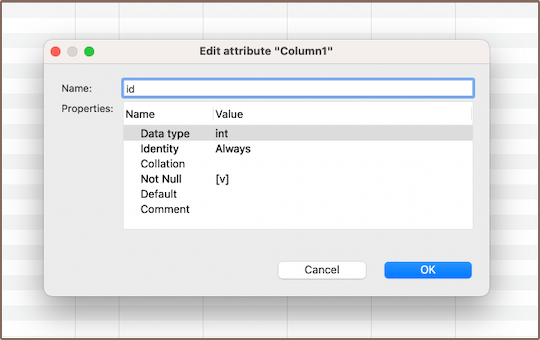 Edit attribute "Column1"
Name: id
Properties:
Name Value
Data type int
Identity Always
Collation
Not Null [v]
Default
Comment
Cancel OK